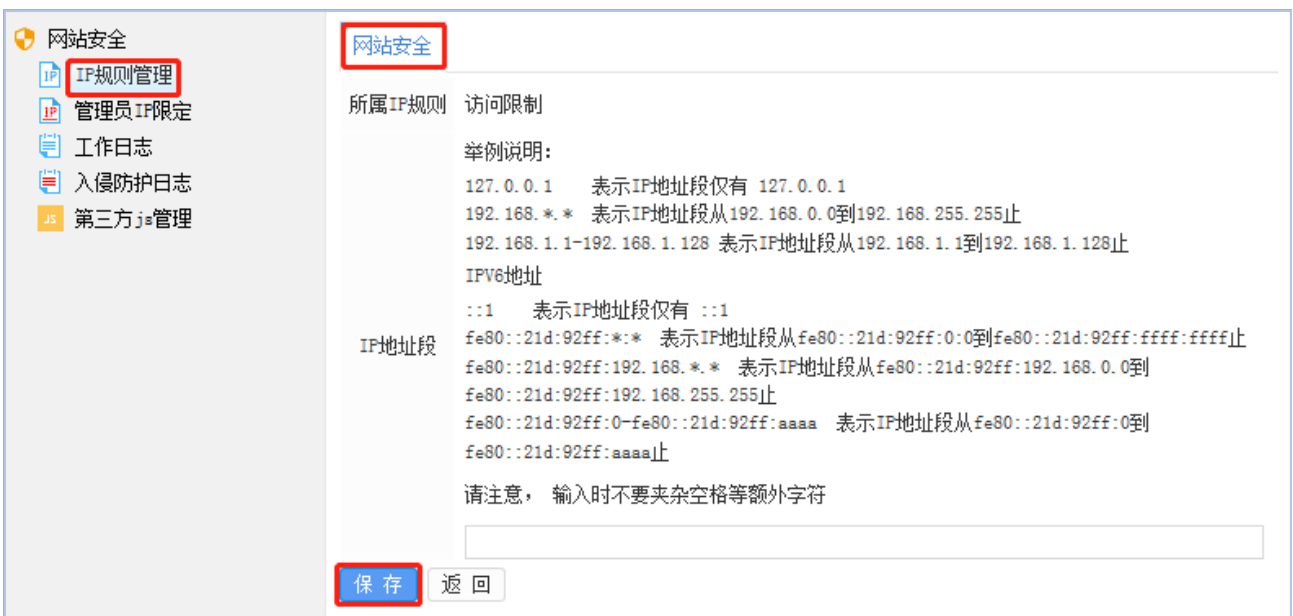 网站安全
IP规则管理
管理员IP限定
工作日志
入侵防护日志
第三方js管理
网站安全
所属IP规则 访问限制
IP地址段
举例说明:
127.0.0.1 表示IP地址段仅有 127.0.0.1
192.168.*.* 表示IP地址段从192.168.0.0到192.168.255.255止
192.168.1.1-192.168.1.128 表示IP地址段从192.168.1.1到192.168.1.128止
IPV6地址
::1 表示IP地址段仅有 ::1
fe80::21d:92ff:*:* 表示IP地址段从fe80::21d:92ff:0:0到fe80::21d:92ff:ffff:ffff止
fe80::21d:92ff:192.168.*.* 表示IP地址段从fe80::21d:92ff:192.168.0.0到
fe80::21d:92ff:192.168.255.255止
fe80::21d:92ff:0-fe80::21d:92ff:aaaa 表示IP地址段从fe80::21d:92ff:0到
fe80::21d:92ff:aaaa止
请注意， 输入时不要夹杂空格等额外字符
保存 返回
IP
IP
JS